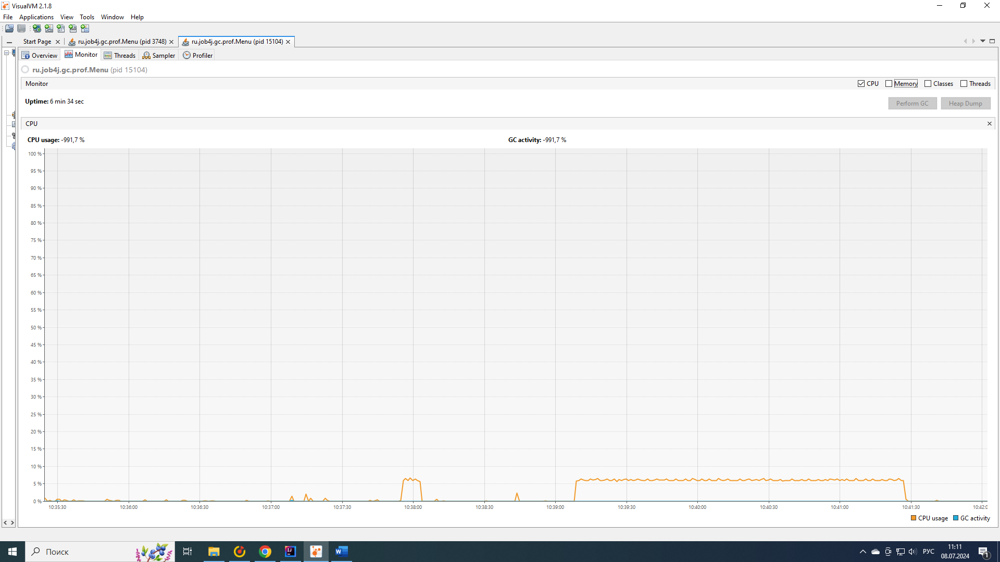 VisualVM 2.1.8
File Applications View Tools Window Help
Start Page ru.job4j.gc.prof.Menu (pid 3748) ru.job4j.gc.prof.Menu (pid 15104)
Overview Monitor Threads Sampler Profiler
ru.job4j.gc.prof.Menu (pid 15104)
Monitor CPU Memory Classes Threads
Uptime: 6 min 34 sec Perform GC Heap Dump
CPU
CPU usage: -991,7 % GC activity: -991,7 %
100 %
95 %
90 %
85 %
80 %
75 %
70 %
65 %
60 %
55 %
50 %
45 %
40 %
35 %
30 %
25 %
20 %
15 %
10 %
5 %
0 %
10:35:30 10:36:00 10:36:30 10:37:00 10:37:30 10:38:00 10:38:30 10:39:00 10:39:30 10:40:00 10:40:30 10:41:00 10:41:30 10:42:0
CPU usage GC activity
Поиск РУС 11:11
08.07.2024 1